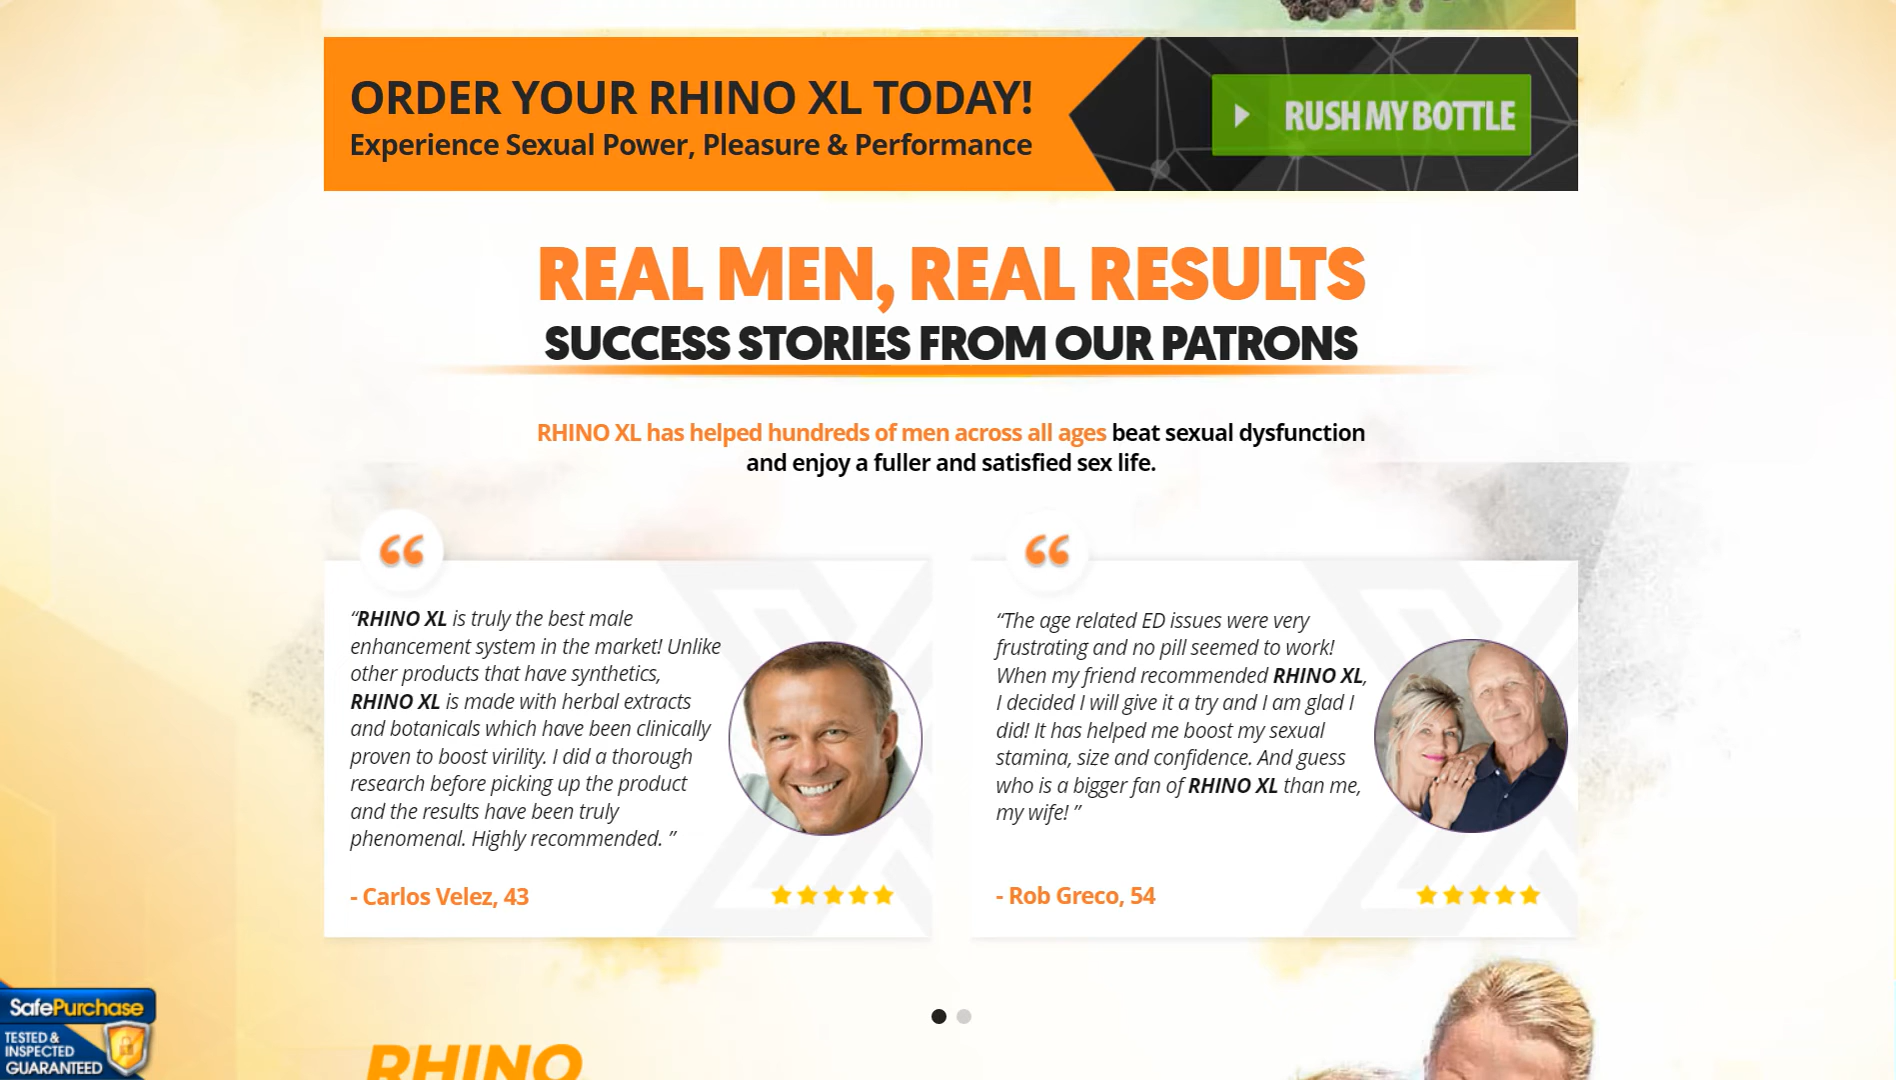 ORDER YOUR RHINO XL TODAY!
Experience Sexual Power, Pleasure & Performance
RUSH MY BOTTLE
REAL MEN, REAL RESULTS
SUCCESS STORIES FROM OUR PATRONS
RHINO XL has helped hundreds of men across all ages beat sexual dysfunction
and enjoy a fuller and satisfied sex life.
“RHINO XL is truly the best male
enhancement system in the market! Unlike
other products that have synthetics,
RHINO XL is made with herbal extracts
and botanicals which have been clinically
proven to boost virility. I did a thorough
research before picking up the product
and the results have been truly
phenomenal. Highly recommended. ”
- Carlos Velez, 43
“The age related ED issues were very
frustrating and no pill seemed to work!
When my friend recommended RHINO XL,
I decided I will give it a try and I am glad I
did! It has helped me boost my sexual
stamina, size and confidence. And guess
who is a bigger fan of RHINO XL than me,
my wife! ”
- Rob Greco, 54
SafePurchase
TESTED &
INSPECTED
GUARANTEED
RHINO